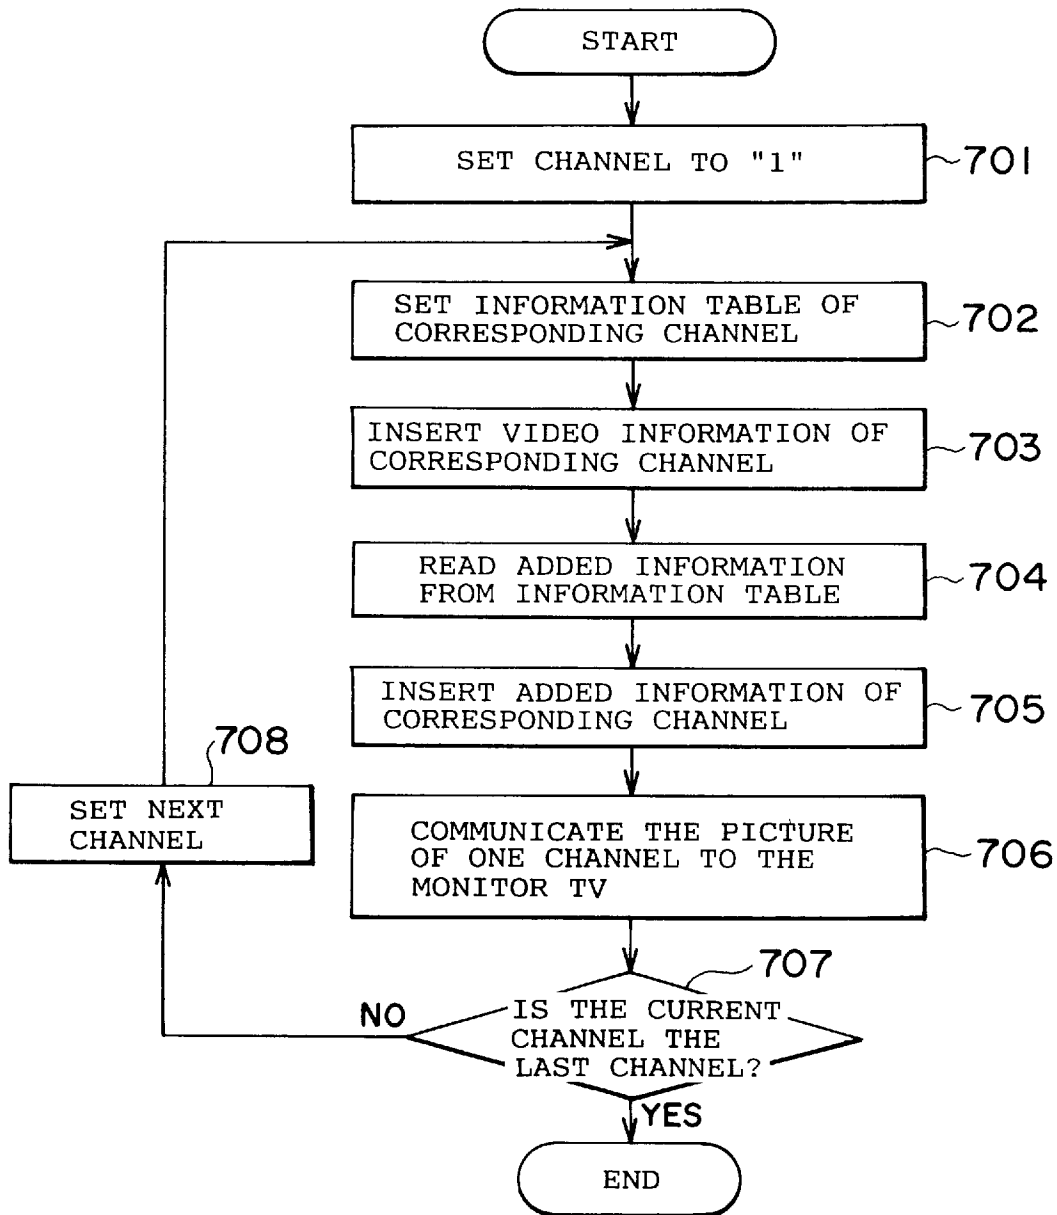 START
SET CHANNEL TO "1"
701
SET INFORMATION TABLE OF
CORRESPONDING CHANNEL
702
INSERT VIDEO INFORMATION OF
CORRESPONDING CHANNEL
703
READ ADDED INFORMATION
FROM INFORMATION TABLE
704
INSERT ADDED INFORMATION OF
CORRESPONDING CHANNEL
705
708
SET NEXT
CHANNEL
COMMUNICATE THE PICTURE
OF ONE CHANNEL TO THE
MONITOR TV
706
707
NO
IS THE CURRENT
CHANNEL THE
LAST CHANNEL?
YES
END